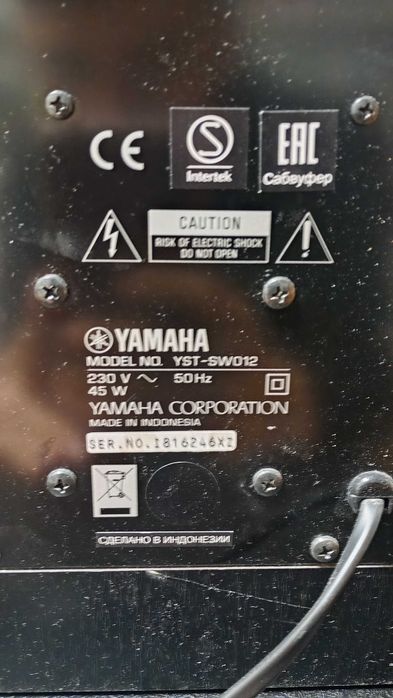 CE
S
Intertek
EAC
Сабвуфер
CAUTION
RISK OF ELECTRIC SHOCK
DO NOT OPEN
YAMAHA
MODEL NO. YST-SW012
230 V ~ 50Hz
45 W
YAMAHA CORPORATION
MADE IN INDONESIA
SER.NO.I816246XZ
СДЕЛАНО В ИНДОНЕЗИИ